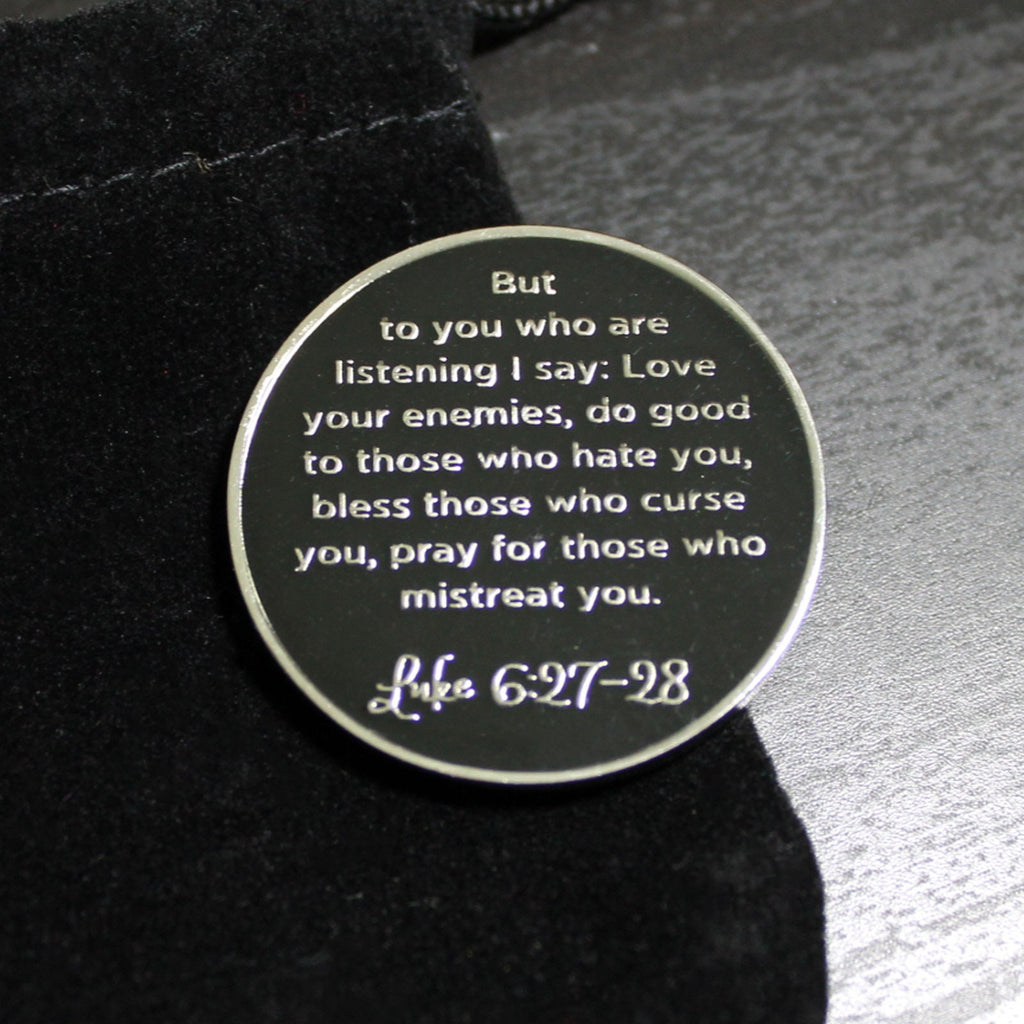 But
to you who are
listening I say: Love
your enemies, do good
to those who hate you,
bless those who curse
you, pray for those who
mistreat you.
Luke 6:27-28